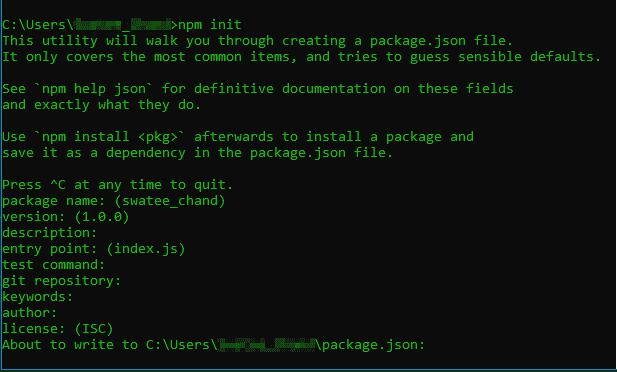 C:\Users\>npm init
This utility will walk you through creating a package.json file.
It only covers the most common items, and tries to guess sensible defaults.
See `npm help json` for definitive documentation on these fields
and exactly what they do.
Use `npm install <pkg>` afterwards to install a package and
save it as a dependency in the package.json file.
Press ^C at any time to quit.
package name: (swatee_chand)
version: (1.0.0)
description:
entry point: (index.js)
test command:
git repository:
keywords:
author:
license: (ISC)
About to write to C:\Users\\package.json: